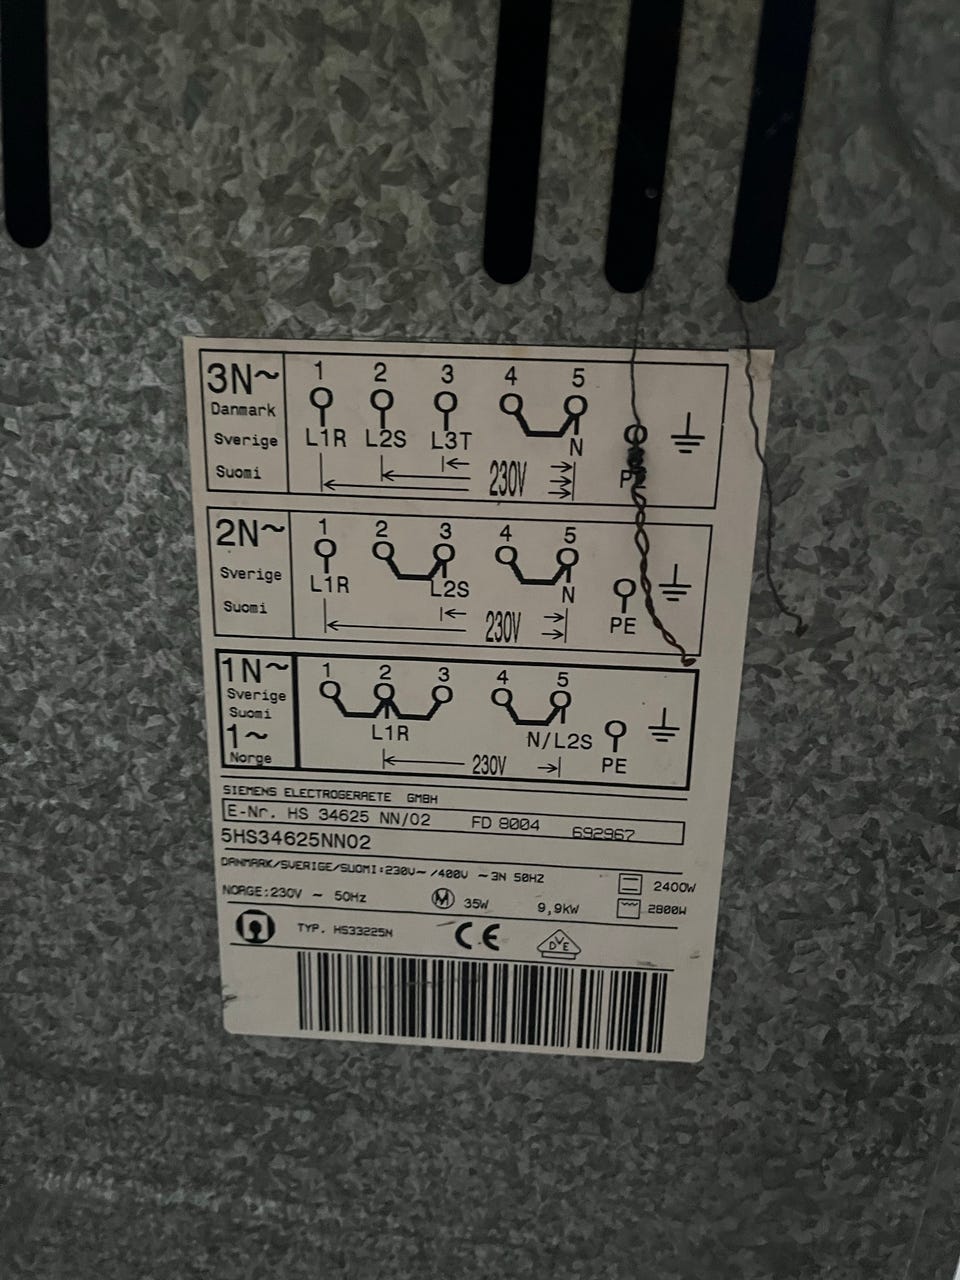 3N~
Danmark
Sverige
Suomi
1 2 3 4 5
L1R L2S L3T N
230V
PE
2N~
Sverige
Suomi
1 2 3 4 5
L1R L2S N
230V
PE
1N~
Sverige
Suomi
1~
Norge
1 2 3 4 5
L1R N/L2S
230V
PE
SIEMENS ELECTROGERAETE GMBH
E-Nr. HS 34625 NN/02 FD 8004 692967
5HS34625NN02
DANMARK/SVERIGE/SUOMI:230V~ /400V ~3N 50HZ 2400W
NORGE:230V ~ 50Hz M 35W 9,9kW 2800W
TYP. HS33225N CE DVE